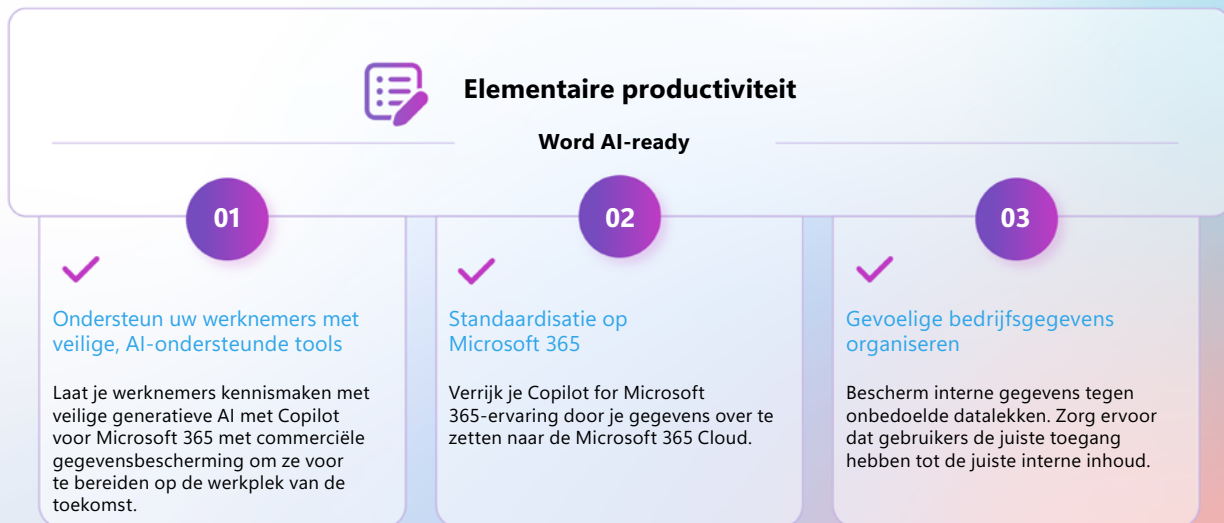 Elementaire productiviteit
Word AI-ready
01
Ondersteun uw werknemers met
veilige, AI-ondersteunde tools
Laat je werknemers kennismaken met
veilige generatieve AI met Copilot
voor Microsoft 365 met commerciële
gegevensbescherming om ze voor
te bereiden op de werkplek van de
toekomst.
02
Standaardisatie op
Microsoft 365
Verrijk je Copilot for Microsoft
365-ervaring door je gegevens over te
zetten naar de Microsoft 365 Cloud.
03
Gevoelige bedrijfsgegevens
organiseren
Bescherm interne gegevens tegen
onbedoelde datalekken. Zorg ervoor
dat gebruikers de juiste toegang
hebben tot de juiste interne inhoud.